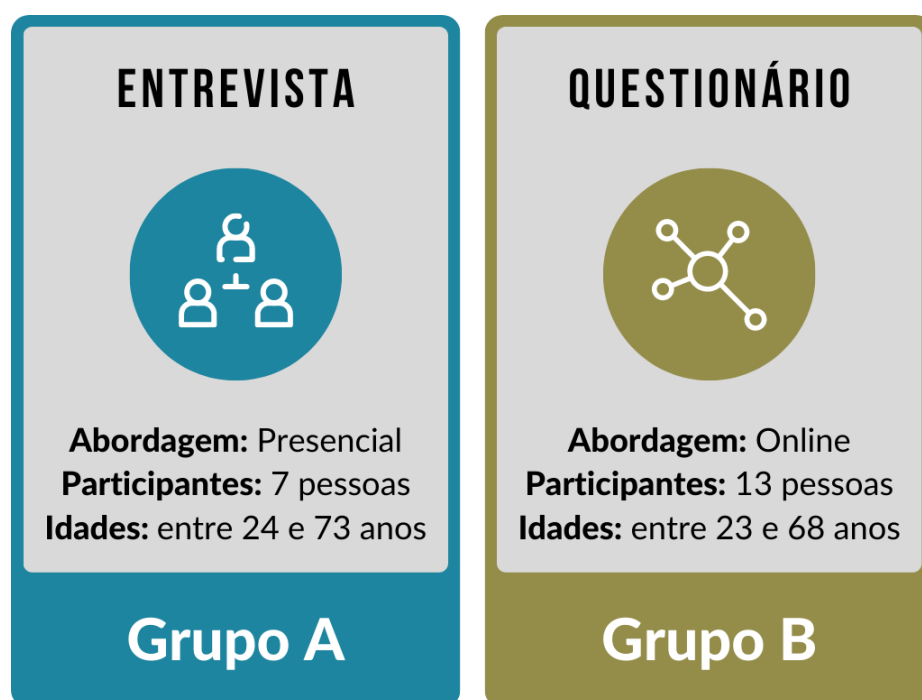 ENTREVISTA
Abordagem: Presencial
Participantes: 7 pessoas
Idades: entre 24 e 73 anos
Grupo A
QUESTIONÁRIO
Abordagem: Online
Participantes: 13 pessoas
Idades: entre 23 e 68 anos
Grupo B